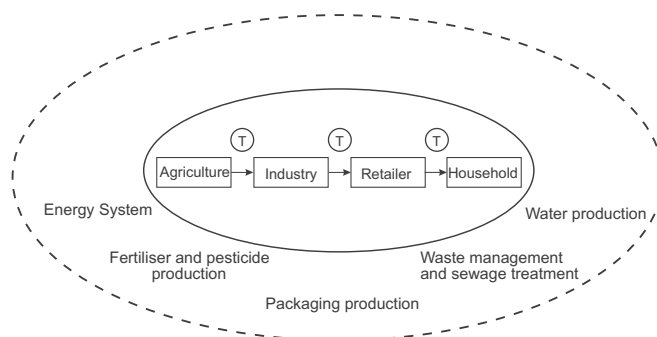 T T T
Agriculture Industry Retailer Household
Energy System
Water production
Fertiliser and pesticide
production
Waste management
and sewage treatment
Packaging production